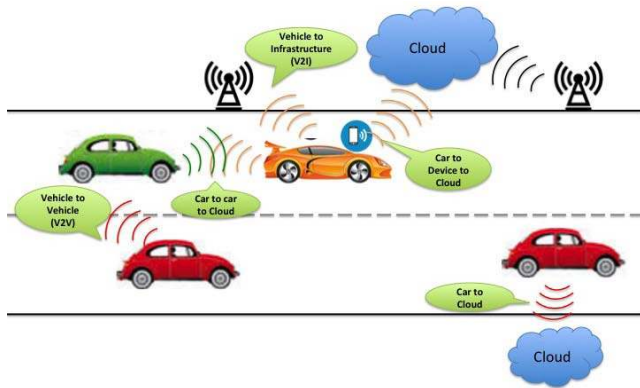 Vehicle to
Infrastructure
(V2I)
Cloud
Car to
Device to
Cloud
Car to car
to Cloud
Vehicle to
Vehicle
(V2V)
Car to
Cloud
Cloud